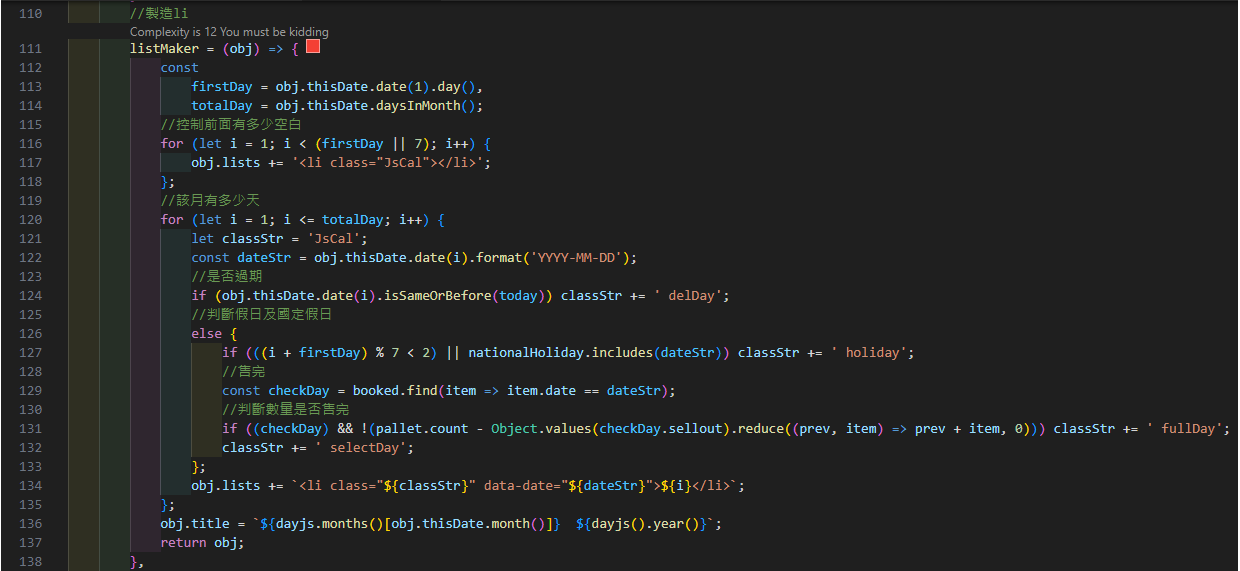 110 //製造li
Complexity is 12 You must be kidding
111 listMaker = (obj) => {
112 const
113 firstDay = obj.thisDate.date(1).day(),
114 totalDay = obj.thisDate.daysInMonth();
115 //控制前面有多少空白
116 for (let i = 1; i < (firstDay || 7); i++) {
117 obj.lists += '<li class="JsCal"></li>';
118 };
119 //該月有多少天
120 for (let i = 1; i <= totalDay; i++) {
121 let classStr = 'JsCal';
122 const dateStr = obj.thisDate.date(i).format('YYYY-MM-DD');
123 //是否過期
124 if (obj.thisDate.date(i).isSameOrBefore(today)) classStr += ' delDay';
125 //判斷假日及國定假日
126 else {
127 if (((i + firstDay) % 7 < 2) || nationalHoliday.includes(dateStr)) classStr += ' holiday';
128 //售完
129 const checkDay = booked.find(item => item.date == dateStr);
130 //判斷數量是否售完
131 if ((checkDay) && !(pallet.count - Object.values(checkDay.sellout).reduce((prev, item) => prev + item, 0))) classStr += ' fullDay';
132 classStr += ' selectDay';
133 };
134 obj.lists += `<li class="${classStr}" data-date="${dateStr}">${i}</li>`;
135 };
136 obj.title = `${dayjs.months()[obj.thisDate.month()]}  ${dayjs().year()}`;
137 return obj;
138 },